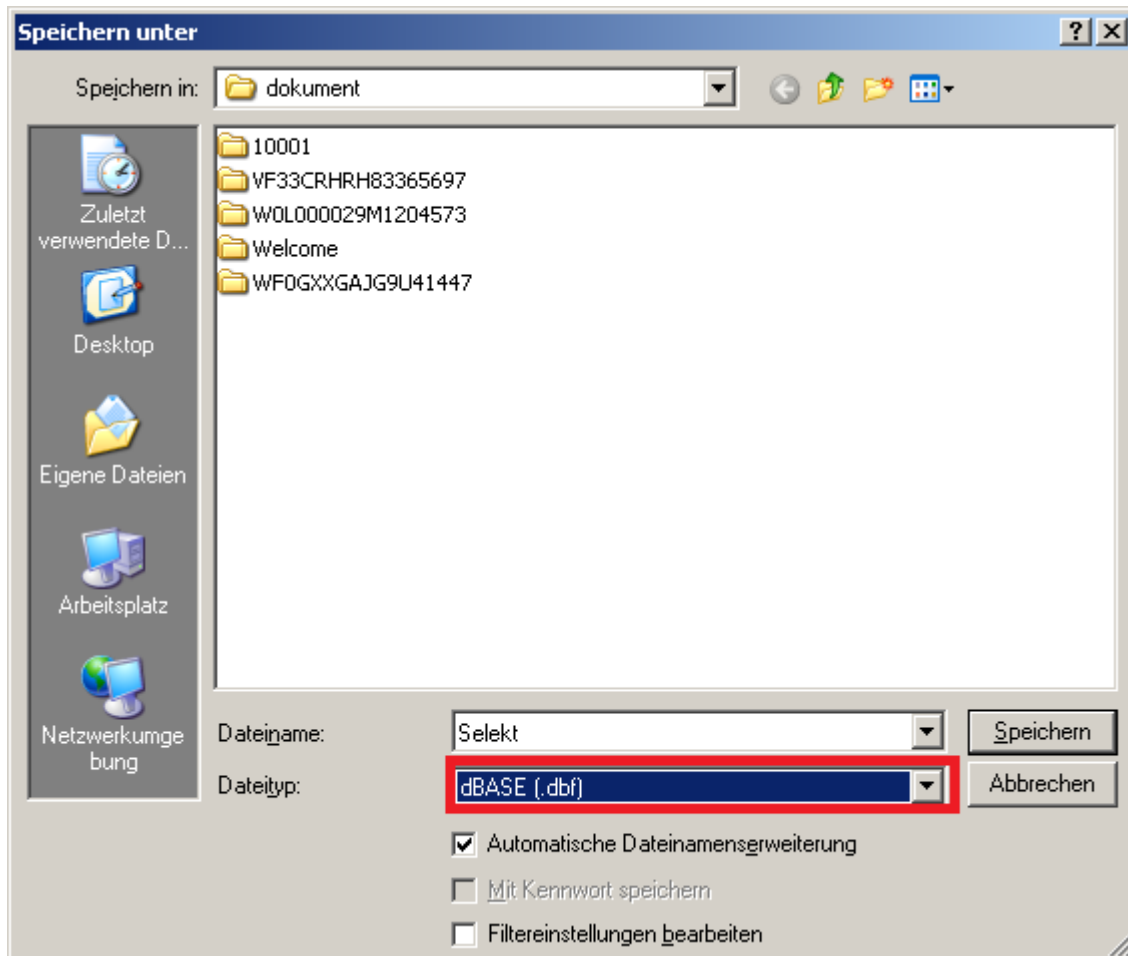 Speichern unter
Speichern in:
dokument
10001
VF33CRHRH83365697
W0L000029M1204573
Welcome
WF0GXXGAJG9U41447
Zuletzt
verwendete D...
Desktop
Eigene Dateien
Arbeitsplatz
Netzwerkumge
bung
Dateiname:
Selekt
Speichern
Dateityp:
dBASE (.dbf)
Abbrechen
Automatische Dateinamenserweiterung
Mit Kennwort speichern
Filtereinstellungen bearbeiten